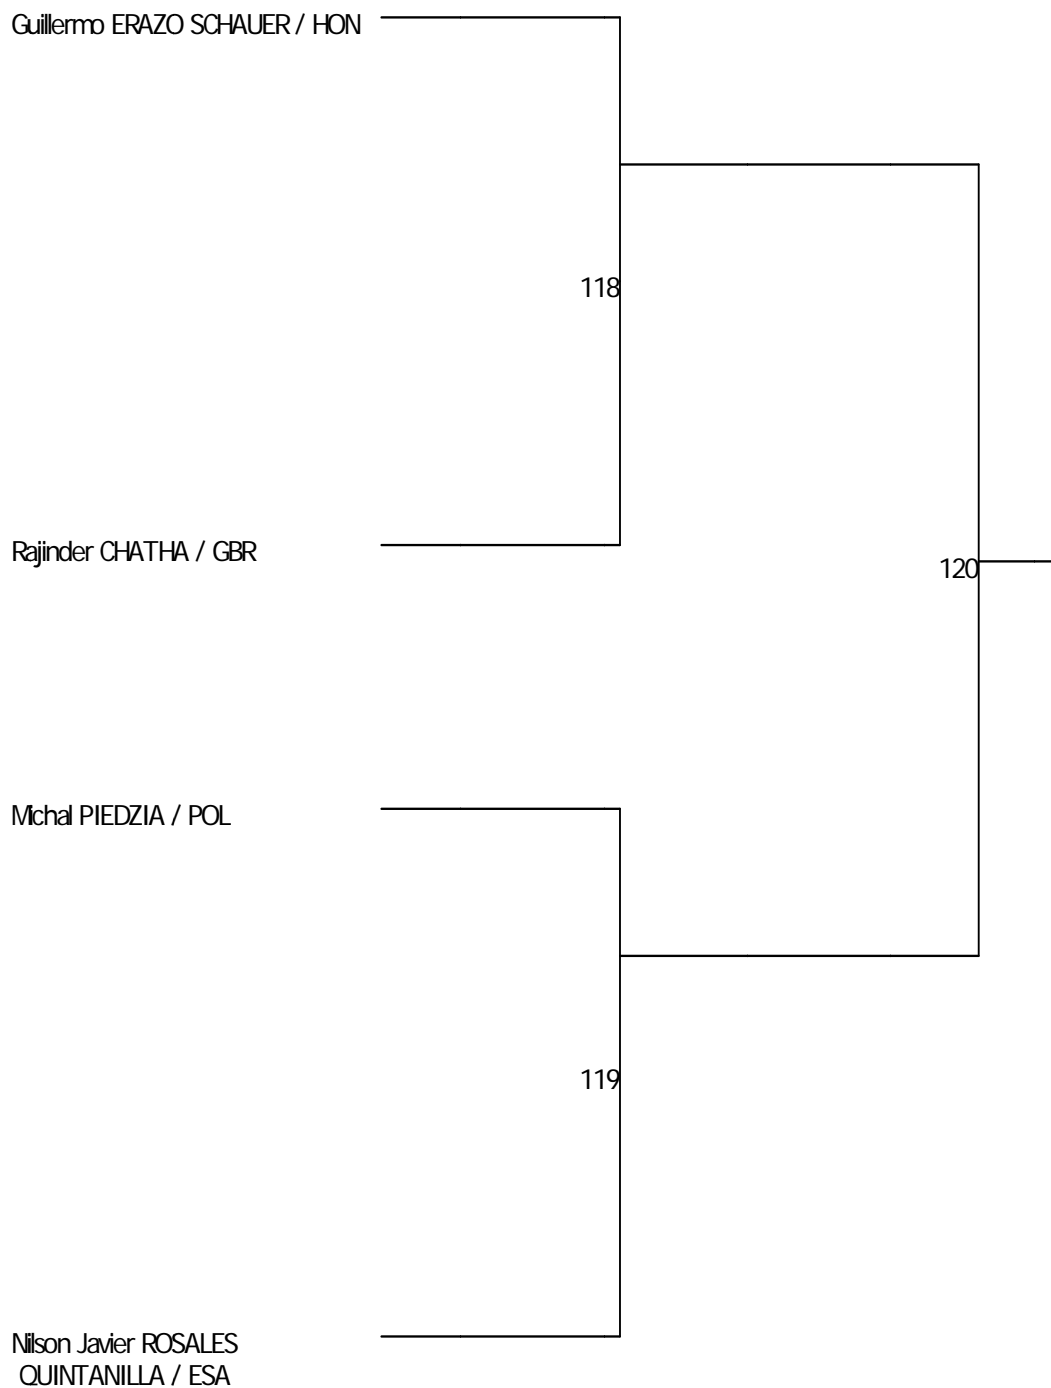 Guillermo ERAZO SCHAUER / HON
118
Rajinder CHATHA / GBR
120
Michal PIEDZIA / POL
119
Nilson Javier ROSALES
QUINTANILLA / ESA